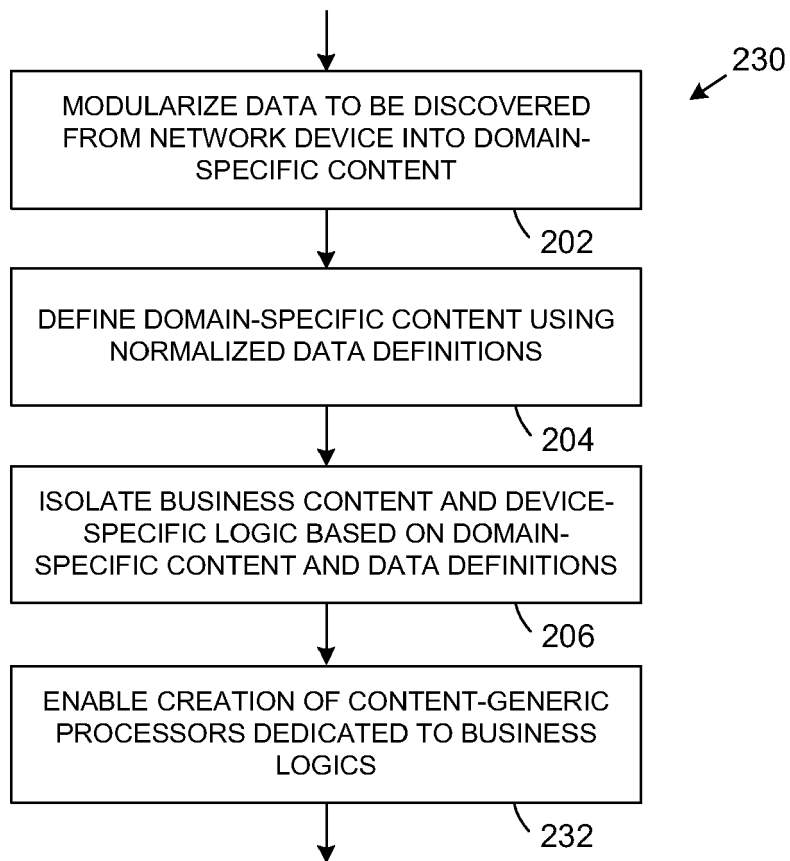 230
MODULARIZE DATA TO BE DISCOVERED
FROM NETWORK DEVICE INTO DOMAIN-
SPECIFIC CONTENT
202
DEFINE DOMAIN-SPECIFIC CONTENT USING
NORMALIZED DATA DEFINITIONS
204
ISOLATE BUSINESS CONTENT AND DEVICE-
SPECIFIC LOGIC BASED ON DOMAIN-
SPECIFIC CONTENT AND DATA DEFINITIONS
206
ENABLE CREATION OF CONTENT-GENERIC
PROCESSORS DEDICATED TO BUSINESS
LOGICS
232